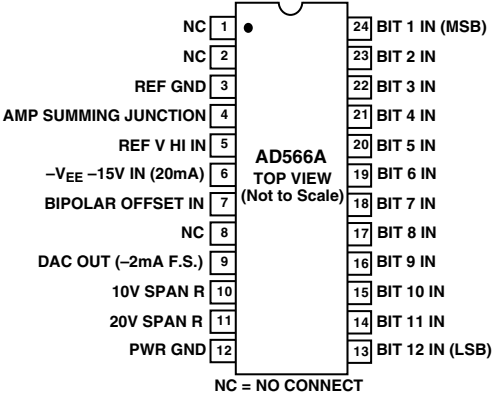 NC 1
NC 2
REF GND 3
AMP SUMMING JUNCTION 4
REF V HI IN 5
–VEE –15V IN (20mA) 6
BIPOLAR OFFSET IN 7
NC 8
DAC OUT (–2mA F.S.) 9
10V SPAN R 10
20V SPAN R 11
PWR GND 12
AD566A
TOP VIEW
(Not to Scale)
24 BIT 1 IN (MSB)
23 BIT 2 IN
22 BIT 3 IN
21 BIT 4 IN
20 BIT 5 IN
19 BIT 6 IN
18 BIT 7 IN
17 BIT 8 IN
16 BIT 9 IN
15 BIT 10 IN
14 BIT 11 IN
13 BIT 12 IN (LSB)
NC = NO CONNECT